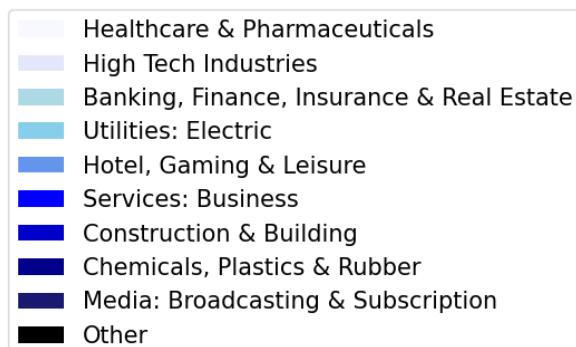 Healthcare & Pharmaceuticals
High Tech Industries
Banking, Finance, Insurance & Real Estate
Utilities: Electric
Hotel, Gaming & Leisure
Services: Business
Construction & Building
Chemicals, Plastics & Rubber
Media: Broadcasting & Subscription
Other